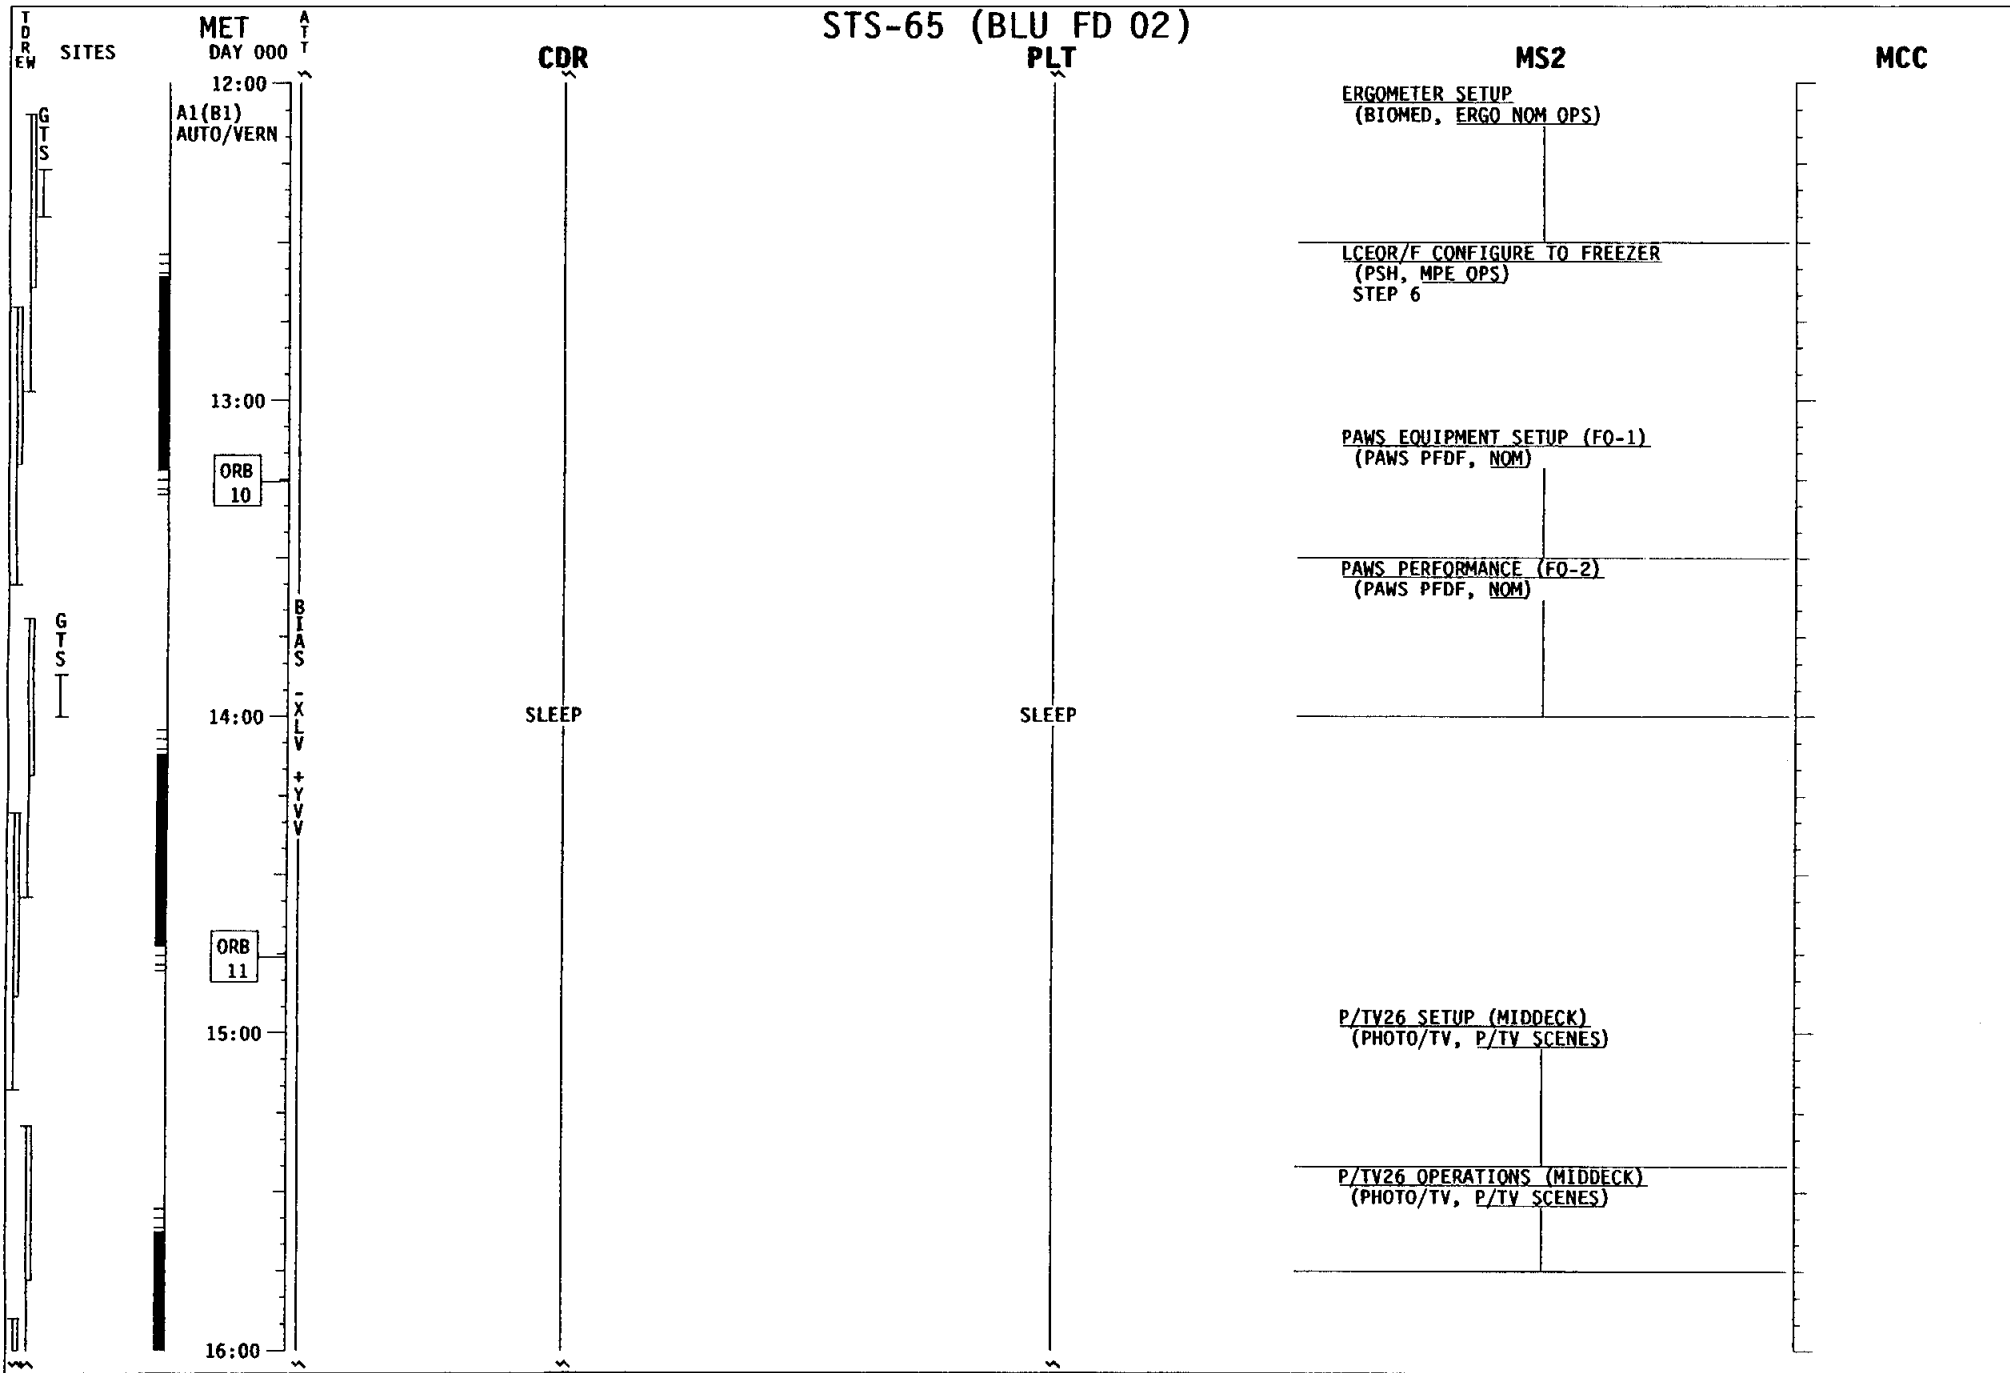 STS-65 (BLU FD 02)
TDRS
E W
SITES
MET
DAY 000
ATT
CDR
PLT
MS2
MCC
12:00
A1(B1)
AUTO/VERN
GTS
ERGOMETER SETUP
(BIOMED, ERGO NOM OPS)
LCEOR/F CONFIGURE TO FREEZER
(PSH, MPE OPS)
STEP 6
13:00
PAWS EQUIPMENT SETUP (FO-1)
(PAWS PFDF, NOM)
ORB
10
PAWS PERFORMANCE (FO-2)
(PAWS PFDF, NOM)
GTS
BIAS -XLV +YVV
14:00
SLEEP
SLEEP
ORB
11
P/TV26 SETUP (MIDDECK)
15:00
(PHOTO/TV, P/TV SCENES)
P/TV26 OPERATIONS (MIDDECK)
(PHOTO/TV, P/TV SCENES)
16:00